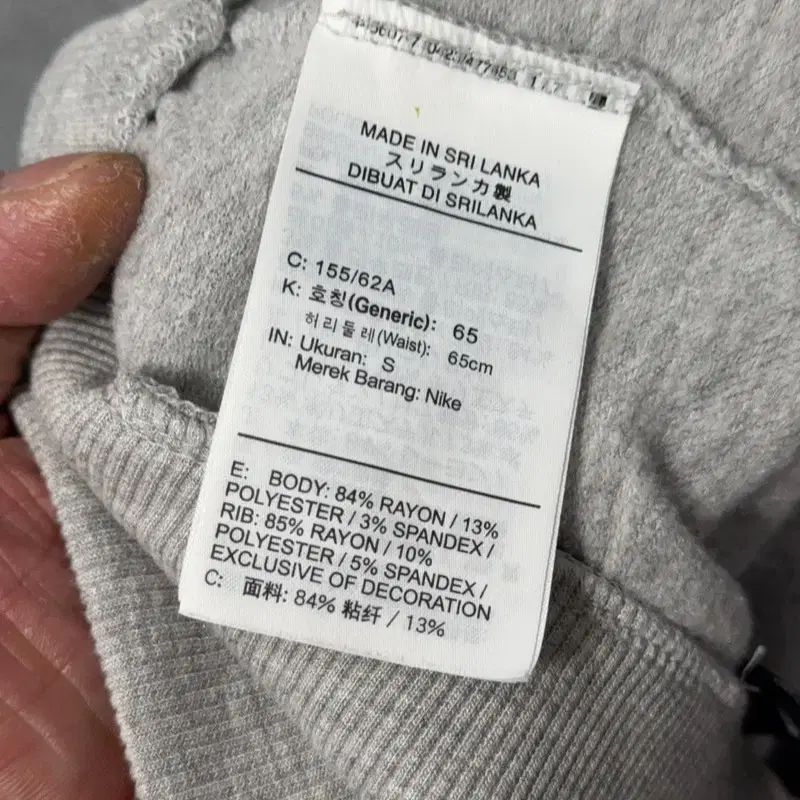 MADE IN SRI LANKA
スリランカ製
DIBUAT DI SRILANKA
C: 155/62A
K: 호칭(Generic): 65
허리둘레(Waist): 65cm
IN: Ukuran: S
Merek Barang: Nike
E: BODY: 84% RAYON / 13%
POLYESTER / 3% SPANDEX /
RIB: 85% RAYON / 10%
POLYESTER / 5% SPANDEX /
EXCLUSIVE OF DECORATION
C: 面料: 84% 粘纤 / 13%